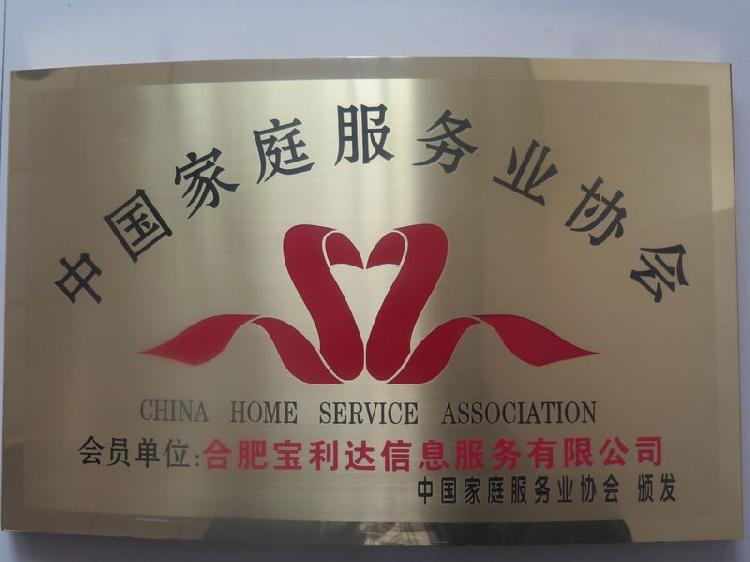 中国家庭服务业协会
CHINA HOME SERVICE ASSOCIATION
会员单位:合肥宝利达信息服务有限公司
中国家庭服务业协会 颁发